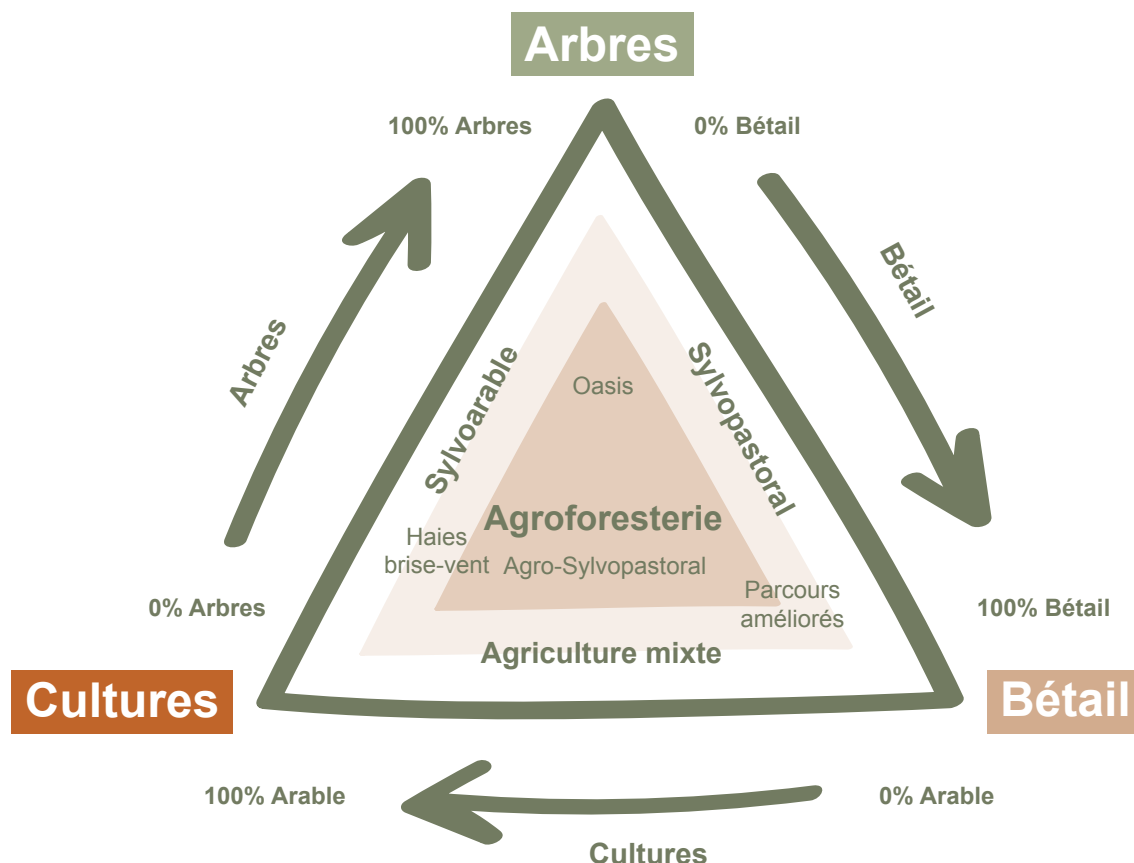 Arbres
100% Arbres
0% Bétail
Arbres
Bétail
Sylvoarable
Sylvopastoral
Oasis
Agroforesterie
Haies
brise-vent
Agro-Sylvopastoral
Parcours
améliorés
0% Arbres
100% Bétail
Agriculture mixte
Cultures
Bétail
100% Arable
0% Arable
Cultures